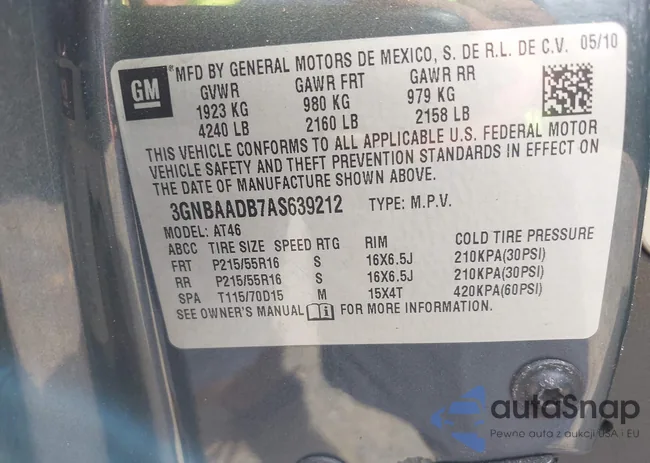 GM
MFD BY GENERAL MOTORS DE MEXICO, S. DE R.L. DE C.V. 05/10
GVWR GAWR FRT GAWR RR
1923 KG 980 KG 979 KG
4240 LB 2160 LB 2158 LB
THIS VEHICLE CONFORMS TO ALL APPLICABLE U.S. FEDERAL MOTOR
VEHICLE SAFETY AND THEFT PREVENTION STANDARDS IN EFFECT ON
THE DATE OF MANUFACTURE SHOWN ABOVE.
3GNBAADB7AS639212 TYPE: M.P.V.
MODEL: AT46
ABCC TIRE SIZE SPEED RTG RIM COLD TIRE PRESSURE
FRT P215/55R16 S 16X6.5J 210KPA(30PSI)
RR P215/55R16 S 16X6.5J 210KPA(30PSI)
SPA T115/70D15 M 15X4T 420KPA(60PSI)
SEE OWNER'S MANUAL i FOR MORE INFORMATION.
autaSnap
Pewne auta z aukcji USA i EU